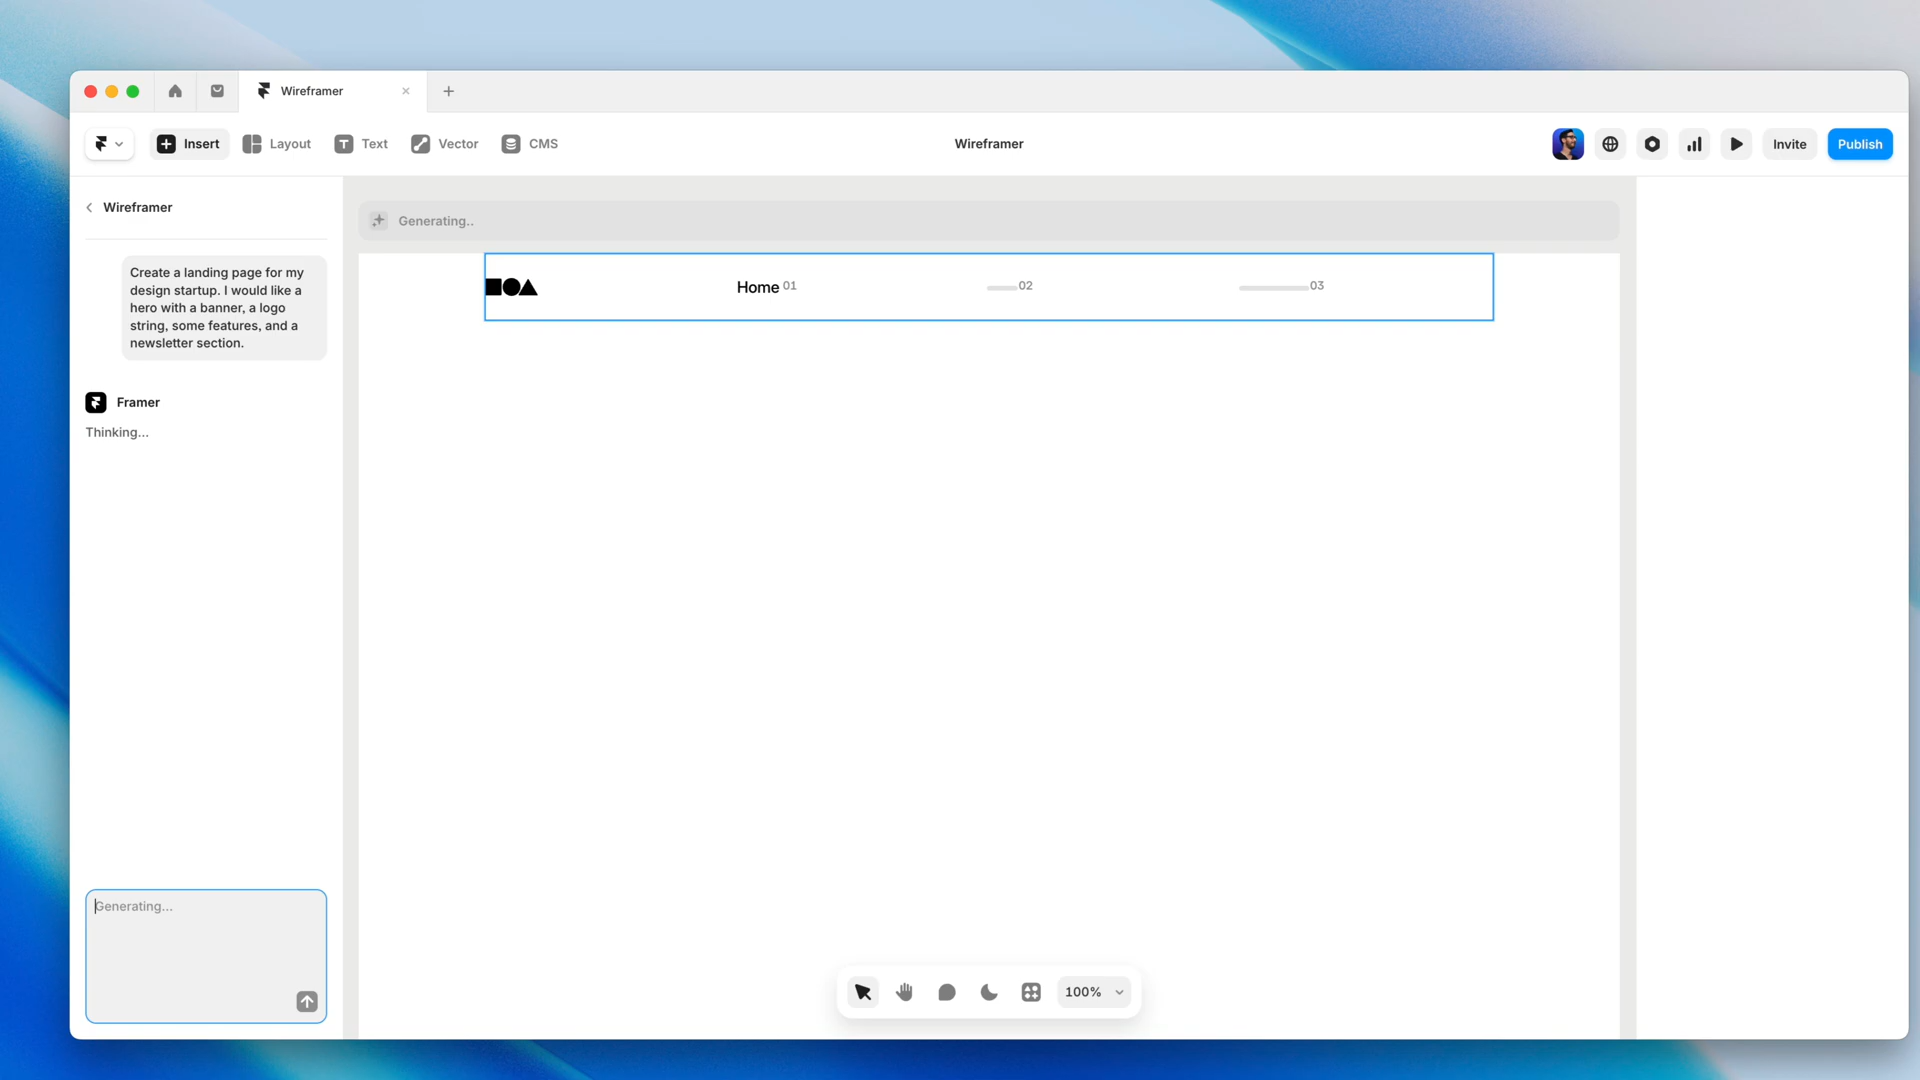 Wireframer
Insert
Layout
Text
Vector
CMS
Wireframer
Invite
Publish
Wireframer
Generating..
Create a landing page for my
design startup. I would like a
hero with a banner, a logo
string, some features, and a
newsletter section.
Home 01
02
03
Framer
Thinking...
Generating...
100%